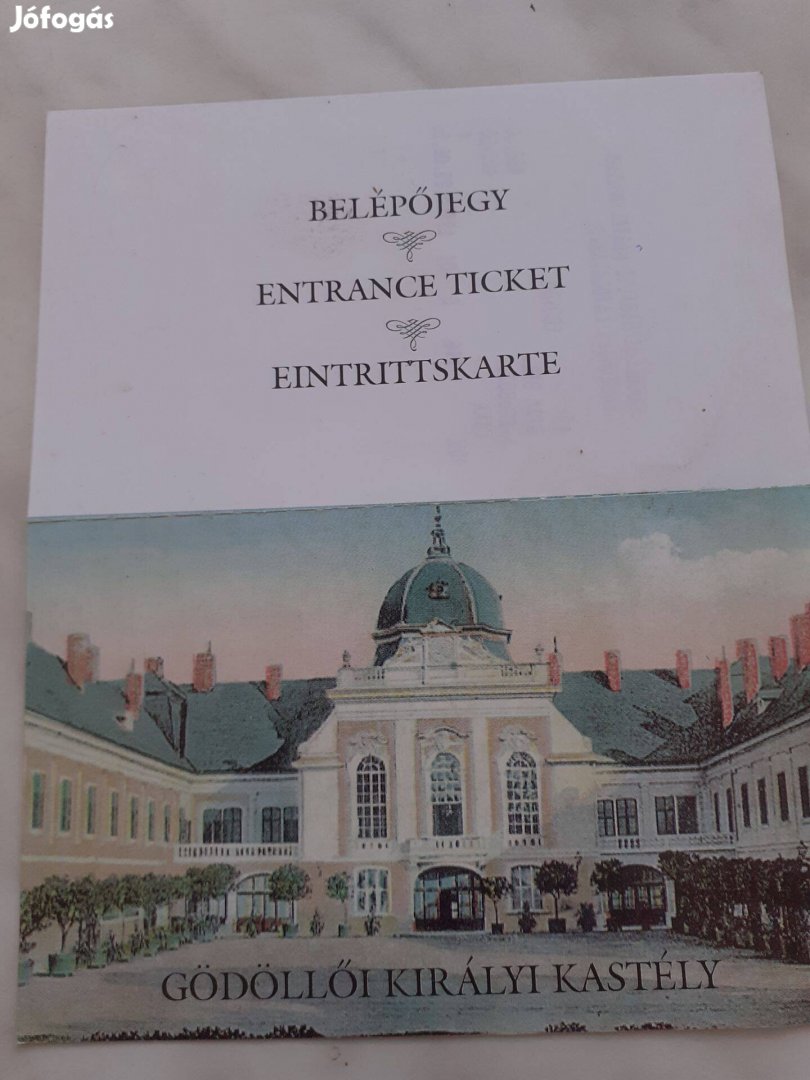 Jófogás
BELÉPŐJEGY
ENTRANCE TICKET
EINTRITTSKARTE
GÖDÖLLŐI KIRÁLYI KASTÉLY